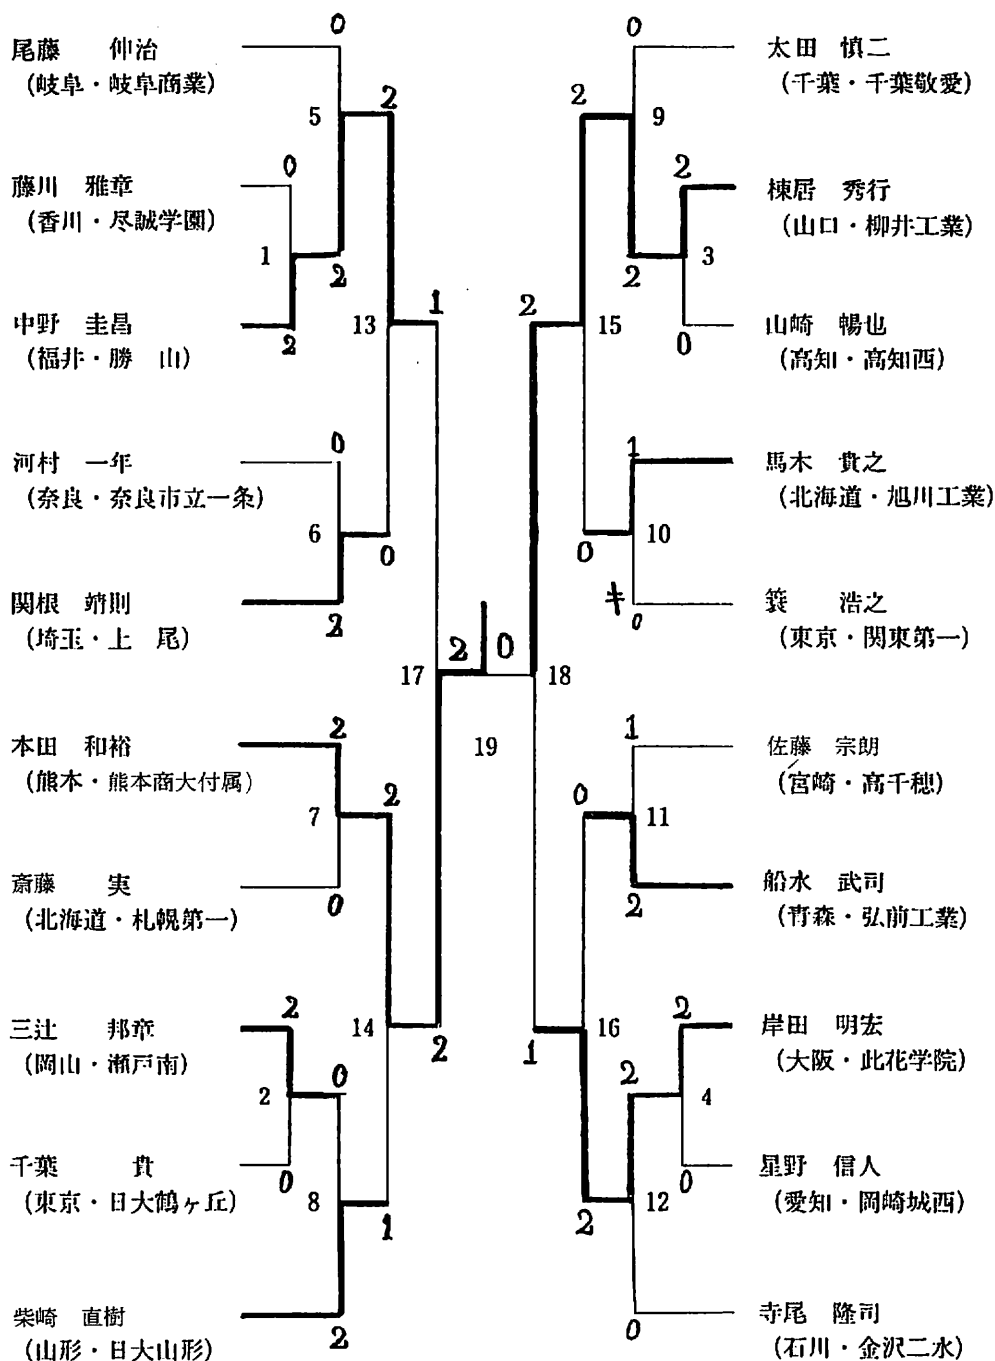 尾藤 伸治
(岐阜・岐阜商業)
藤川 雅章
(香川・尽誠学園)
中野 圭昌
(福井・勝 山)
河村 一年
(奈良・奈良市立一条)
関根 靖則
(埼玉・上 尾)
本田 和裕
(熊本・熊本商大付属)
斎藤 実
(北海道・札幌第一)
三辻 邦章
(岡山・瀬戸南)
千葉 貴
(東京・日大鶴ヶ丘)
柴崎 直樹
(山形・日大山形)
0
5
2
0
1
2
2
13
1
0
6
0
2
17
2
2
7
2
0
2
14
2
0
2
0
8
1
2
19
0
太田 慎二
(千葉・千葉敬愛)
棟居 秀行
(山口・柳井工業)
山崎 暢也
(高知・高知西)
馬木 貴之
(北海道・旭川工業)
簑 浩之
(東京・関東第一)
佐藤 宗朗
(宮崎・高千穂)
船水 武司
(青森・弘前工業)
岸田 明宏
(大阪・此花学院)
星野 信人
(愛知・岡崎城西)
寺尾 隆司
(石川・金沢二水)
0
2
9
2
2
3
0
2
15
1
0
10
キ
0
18
1
0
11
2
1
16
2
2
4
0
2
12
0